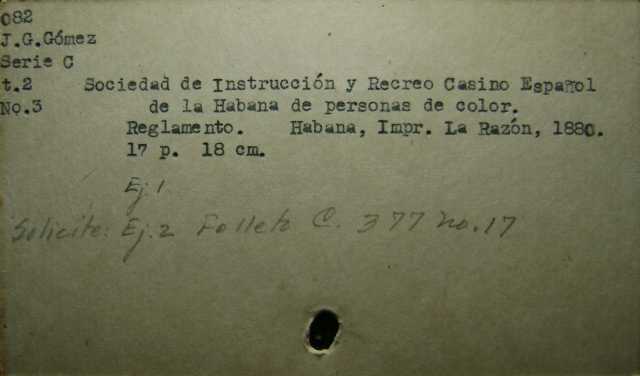 082
J.G.Gómez
Serie C
t.2 Sociedad de Instrucción y Recreo Casino Español
No.3 de la Habana de personas de color.
Reglamento. Habana, Impr. La Razón, 1880.
17 p. 18 cm.
Ej.1
Solicite: Ej.2 Folleto C. 377 no.17